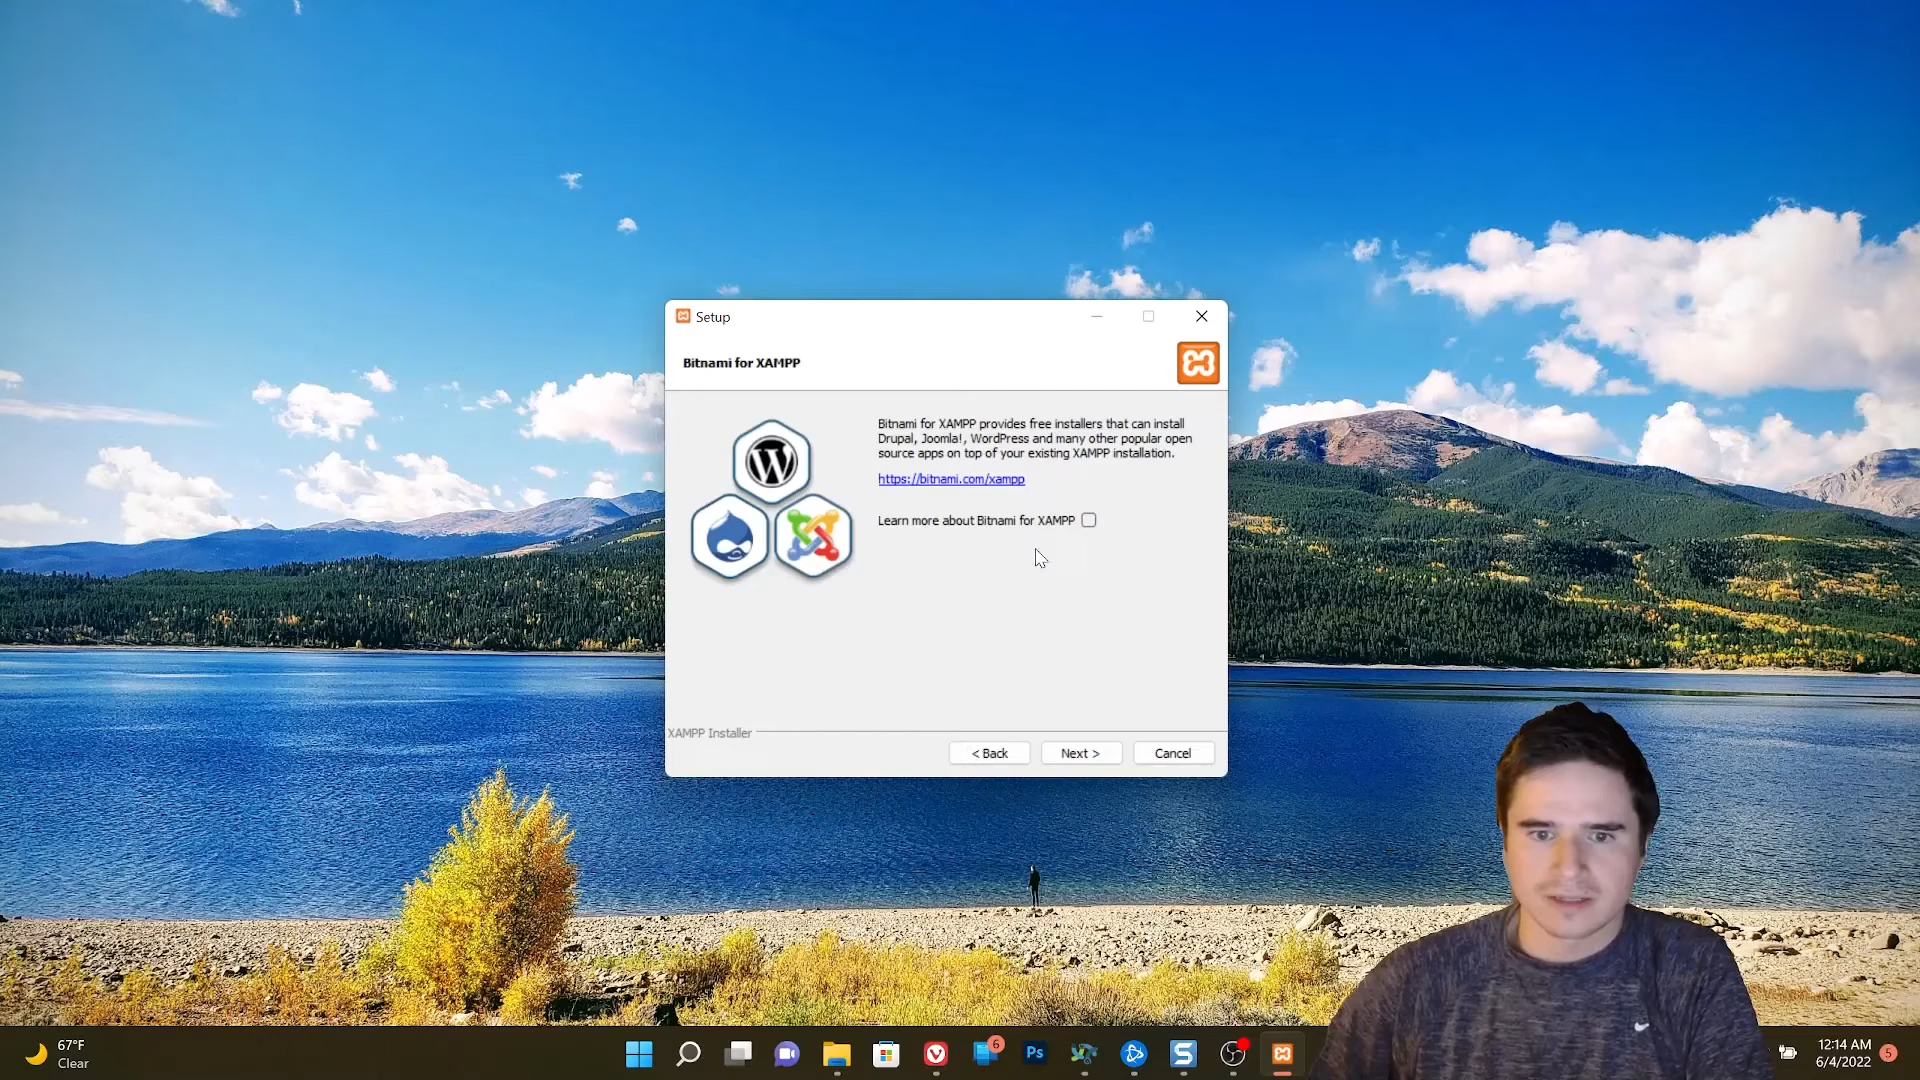 Setup
Bitnami for XAMPP
Bitnami for XAMPP provides free installers that can install
Drupal, Joomla!, WordPress and many other popular open
source apps on top of your existing XAMPP installation.
https://bitnami.com/xampp
Learn more about Bitnami for XAMPP
XAMPP Installer
< Back
Next >
Cancel
67°F
Clear
6
Ps
12:14 AM
6/4/2022
5